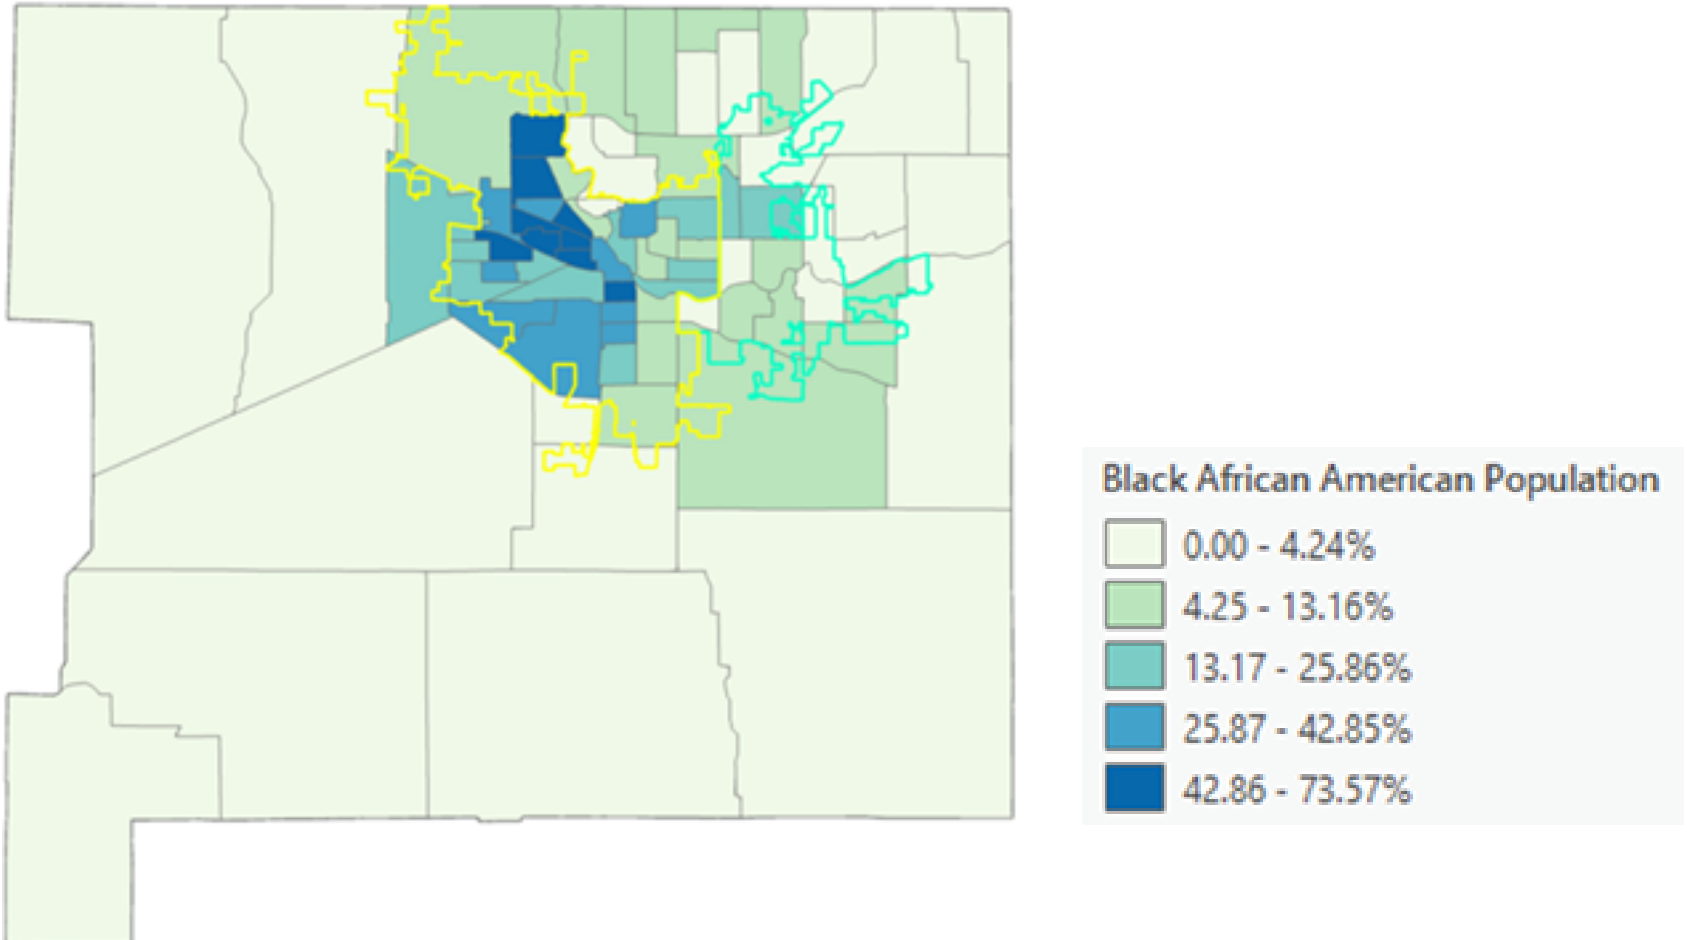 Black African American Population
0.00 - 4.24%
4.25 - 13.16%
13.17 - 25.86%
25.87 - 42.85%
42.86 - 73.57%